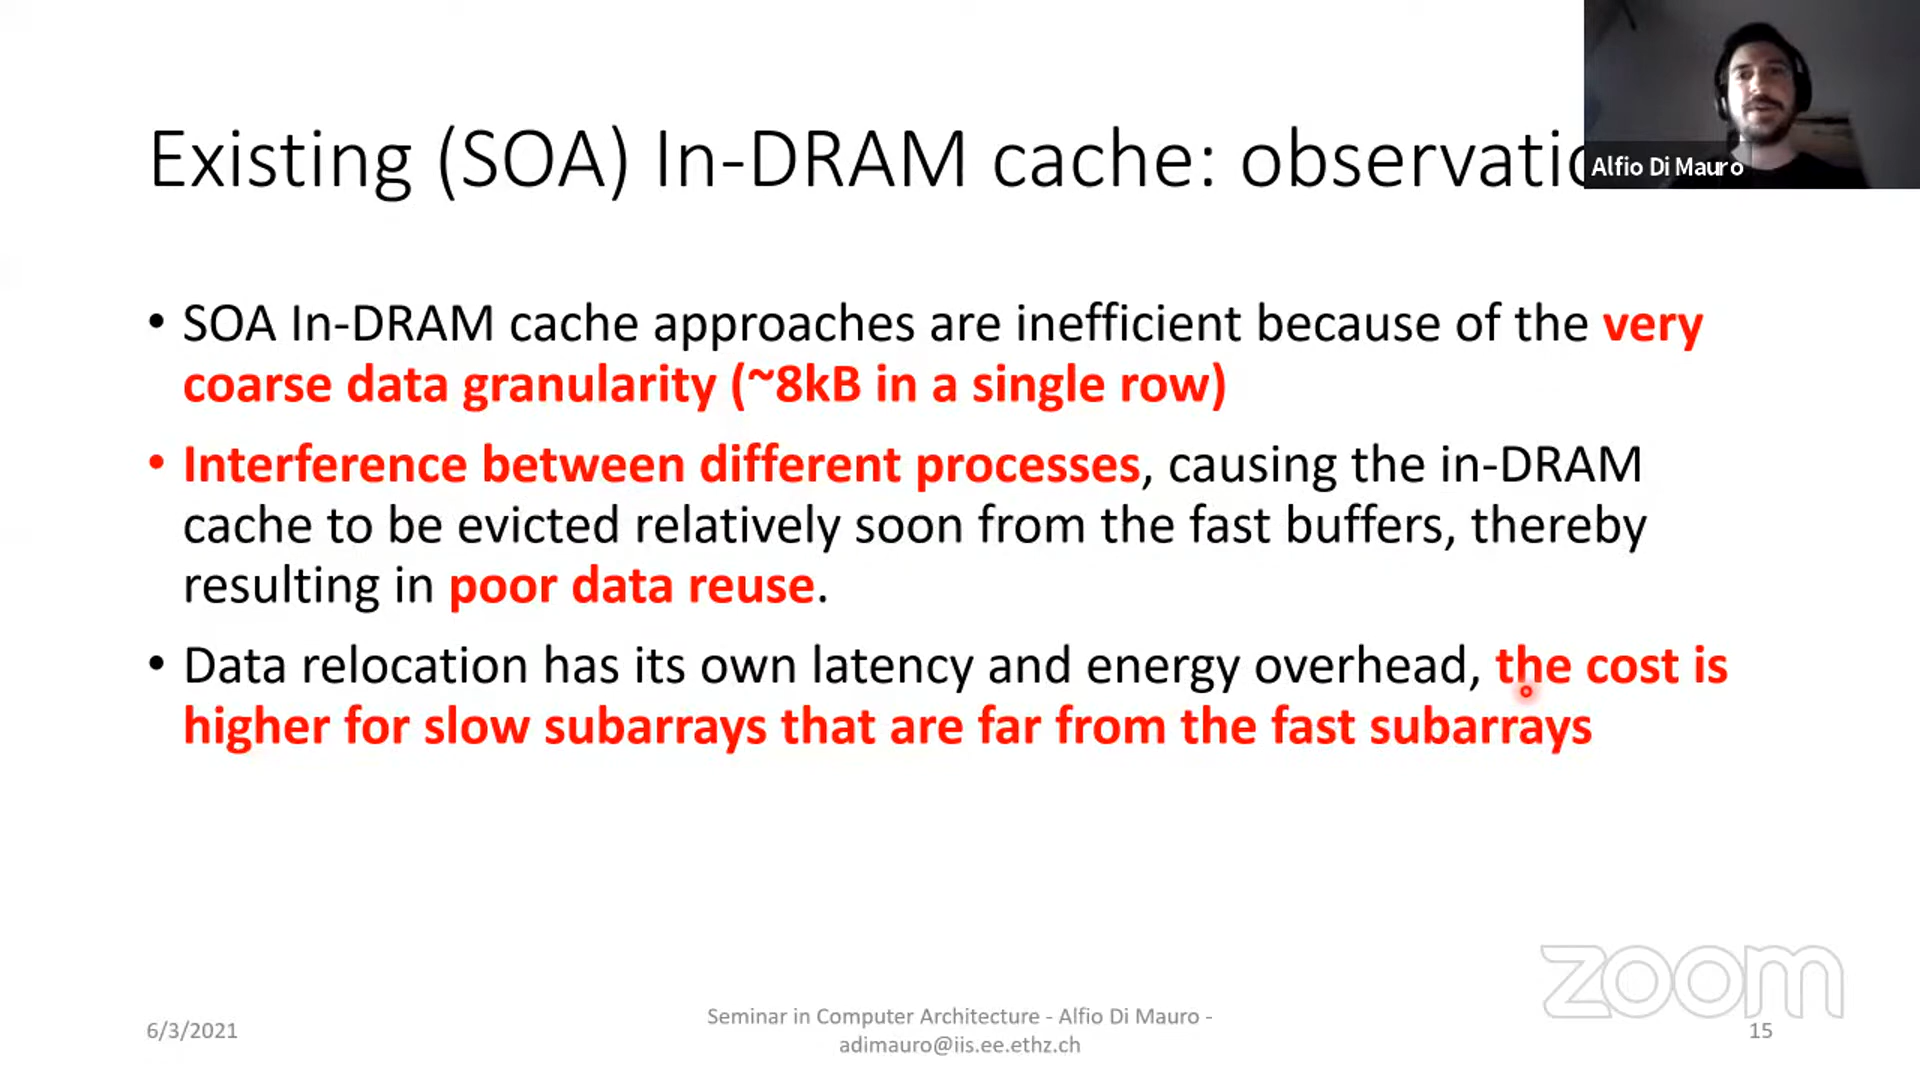 Existing (SOA) In-DRAM cache: observatio
Alfio Di Mauro
• SOA In-DRAM cache approaches are inefficient because of the very
coarse data granularity (~8kB in a single row)
• Interference between different processes, causing the in-DRAM
cache to be evicted relatively soon from the fast buffers, thereby
resulting in poor data reuse.
• Data relocation has its own latency and energy overhead, the cost is
higher for slow subarrays that are far from the fast subarrays
zoom
6/3/2021
Seminar in Computer Architecture - Alfio Di Mauro -
adimauro@iis.ee.ethz.ch
15